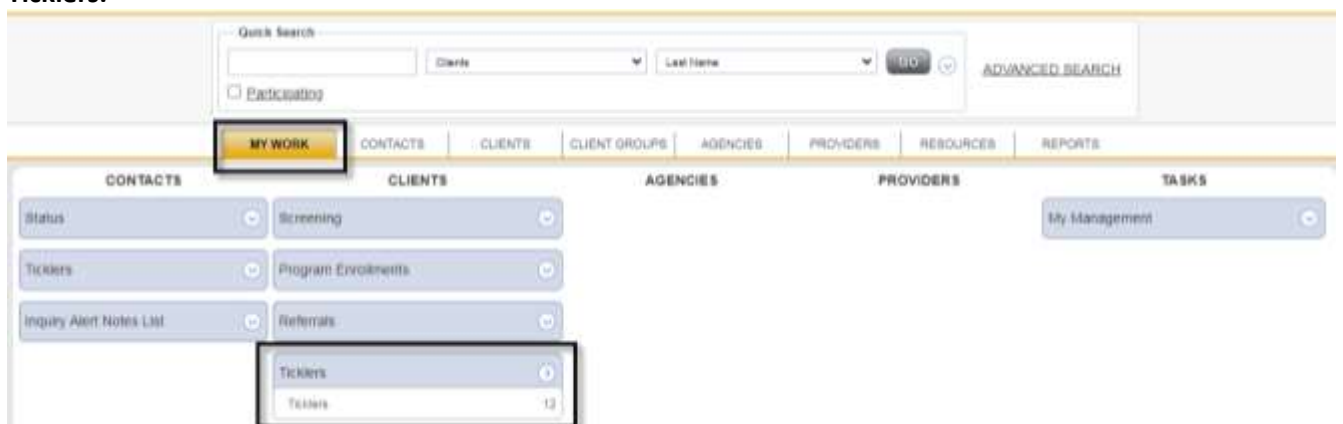 Ticklers.
Quick Search
Clients Last Name GO ADVANCED SEARCH
Participating
MY WORK CONTACTS CLIENTS CLIENT GROUPS AGENCIES PROVIDERS RESOURCES REPORTS
CONTACTS CLIENTS AGENCIES PROVIDERS TASKS
Status Screening My Management
Ticklers Program Enrollments
Inquiry Alert Notes List Referrals
Ticklers
Ticklers 12